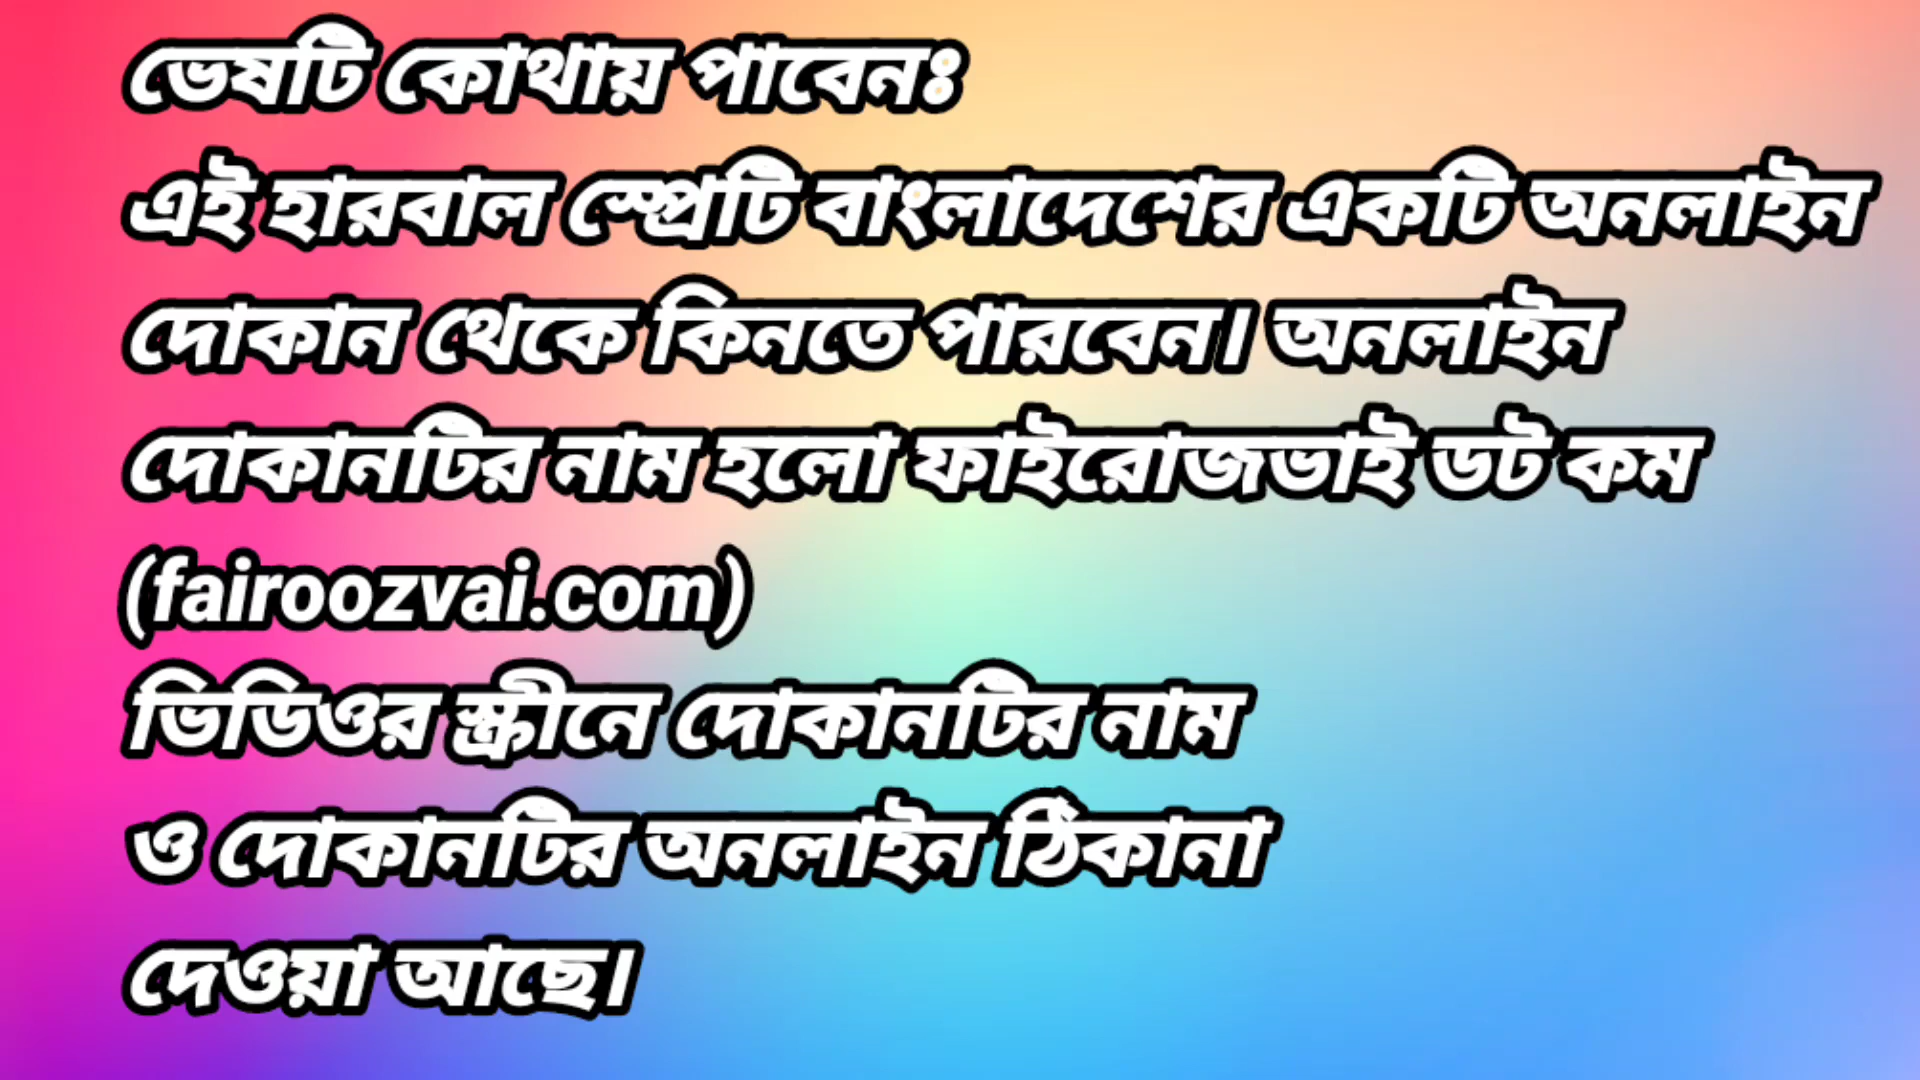 ভেষটি কোথায় পাবেনঃ
এই হারবাল স্প্রেটি বাংলাদেশের একটি অনলাইন
দোকান থেকে কিনতে পারবেন। অনলাইন
দোকানটির নাম হলো ফাইরোজভাই ডট কম
(fairoozvai.com)
ভিডিওর স্ক্রীনে দোকানটির নাম
ও দোকানটির অনলাইন ঠিকানা
দেওয়া আছে।